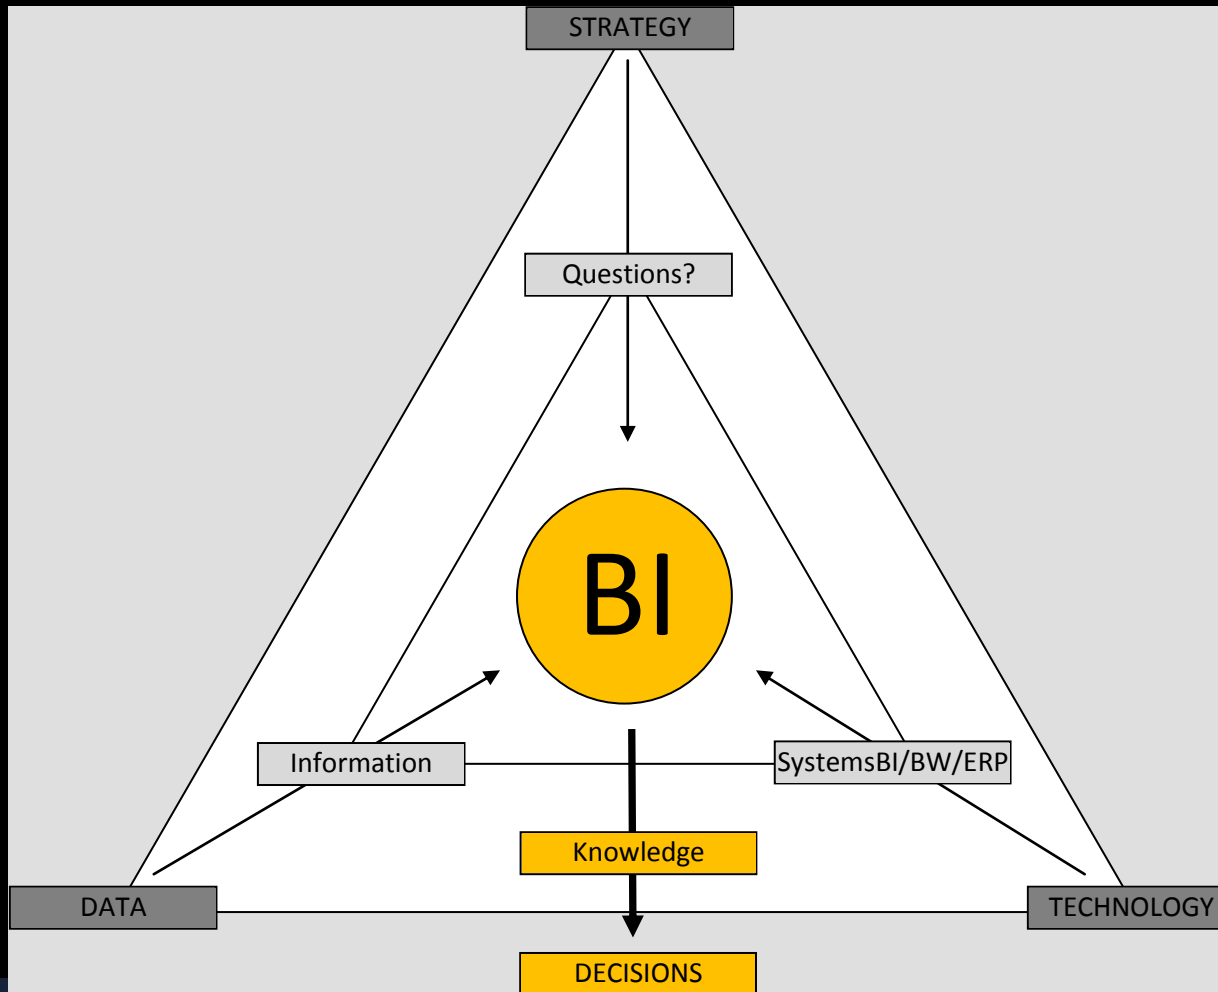 STRATEGY
Questions?
BI
Information
SystemsBI/BW/ERP
Knowledge
DATA
TECHNOLOGY
DECISIONS